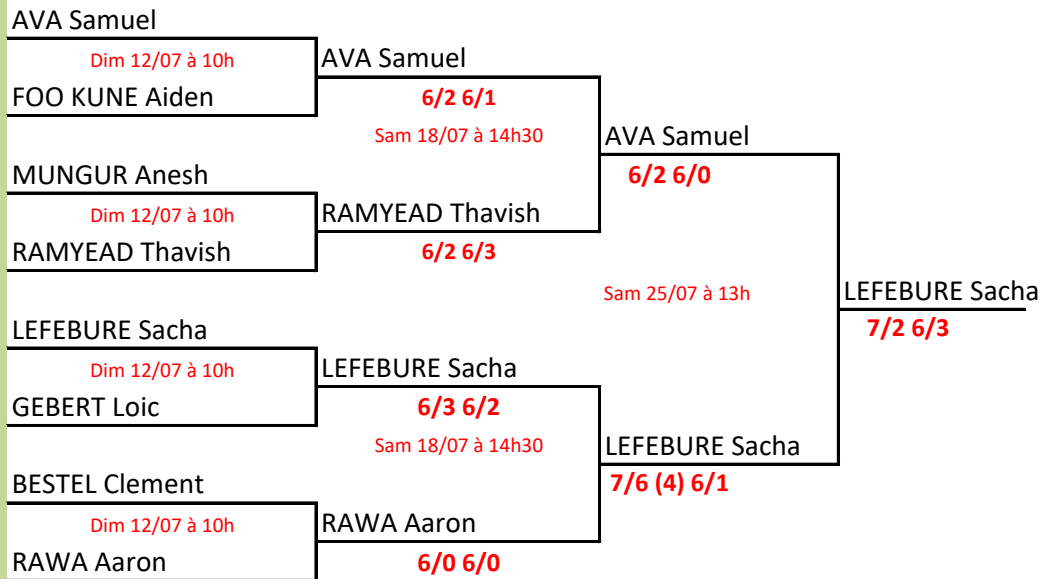 AVA Samuel
Dim 12/07 à 10h
FOO KUNE Aiden
MUNGUR Anesh
Dim 12/07 à 10h
RAMYEAD Thavish
LEFEBURE Sacha
Dim 12/07 à 10h
GEBERT Loic
BESTEL Clement
Dim 12/07 à 10h
RAWA Aaron
AVA Samuel
6/2 6/1
Sam 18/07 à 14h30
RAMYEAD Thavish
6/2 6/3
LEFEBURE Sacha
6/3 6/2
Sam 18/07 à 14h30
RAWA Aaron
6/0 6/0
AVA Samuel
6/2 6/0
Sam 25/07 à 13h
LEFEBURE Sacha
7/6 (4) 6/1
LEFEBURE Sacha
7/2 6/3